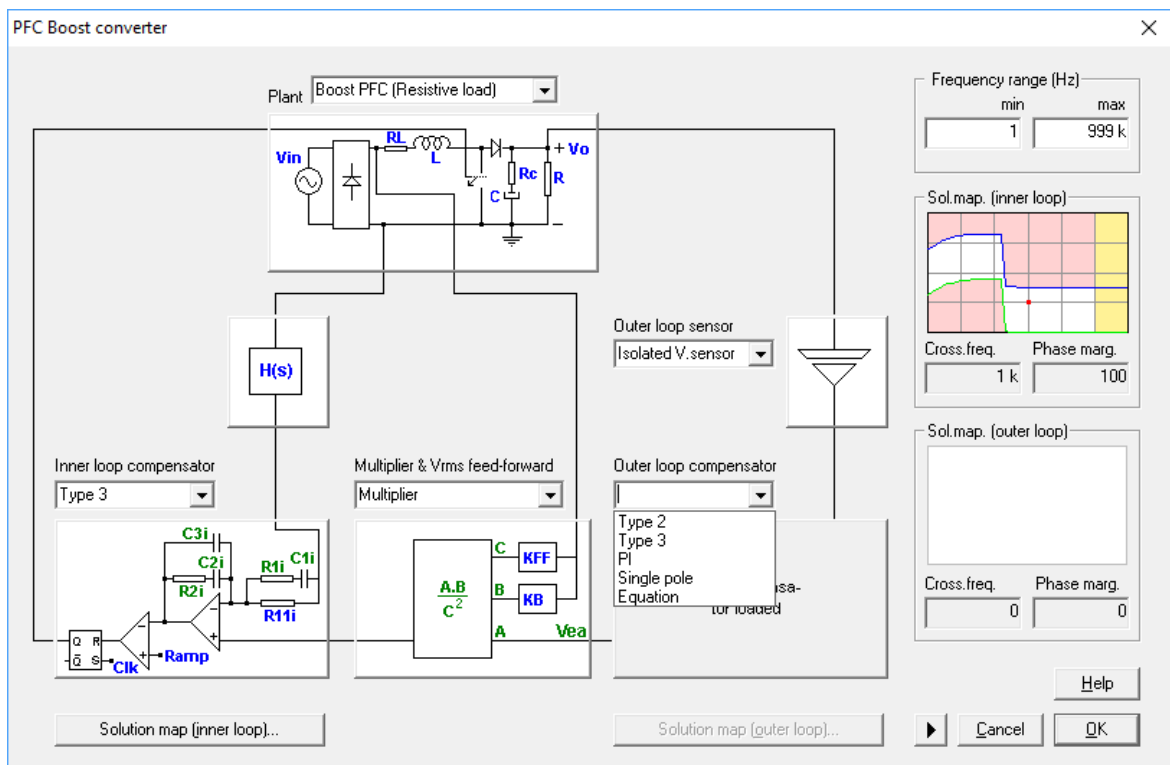 PFC Boost converter
Plant
Boost PFC (Resistive load)
Vin
RL
L
C
Rc
R
+ Vo
−
H(s)
Outer loop sensor
Isolated V.sensor
Inner loop compensator
Type 3
Multiplier & Vrms feed-forward
Multiplier
Outer loop compensator
Type 2
Type 3
PI
Single pole
Equation
nsa-
tor loaded
C3i
C2i
R2i
R1i
C1i
R11i
−
+
−
+
Q R
Q̅ S
Clk
Ramp
A.B
C²
C
KFF
B
KB
A
Vea
Solution map (inner loop)...
Solution map (outer loop)...
Frequency range (Hz)
min
max
1
999 k
Sol.map. (inner loop)
Cross.freq.
Phase marg.
1 k
100
Sol.map. (outer loop)
Cross.freq.
Phase marg.
0
0
Help
Cancel
OK